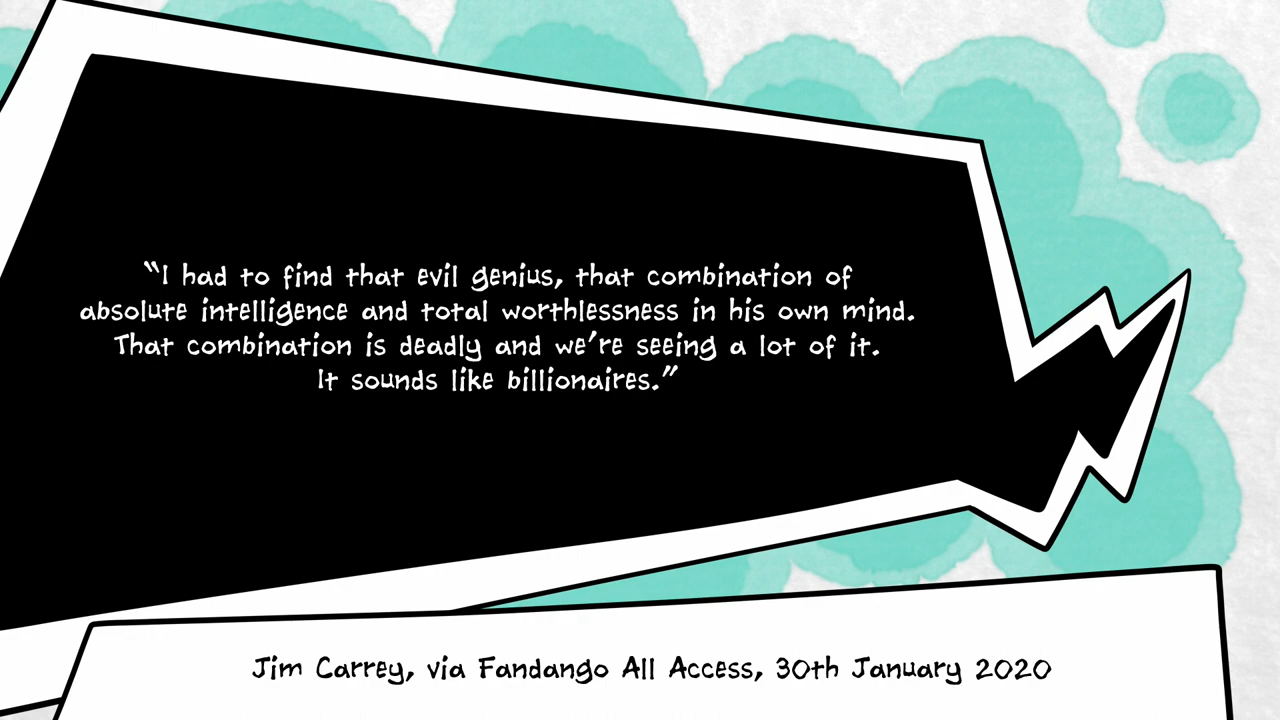 “I had to find that evil genius, that combination of
absolute intelligence and total worthlessness in his own mind.
That combination is deadly and we’re seeing a lot of it.
It sounds like billionaires.”
Jim Carrey, via Fandango All Access, 30th January 2020